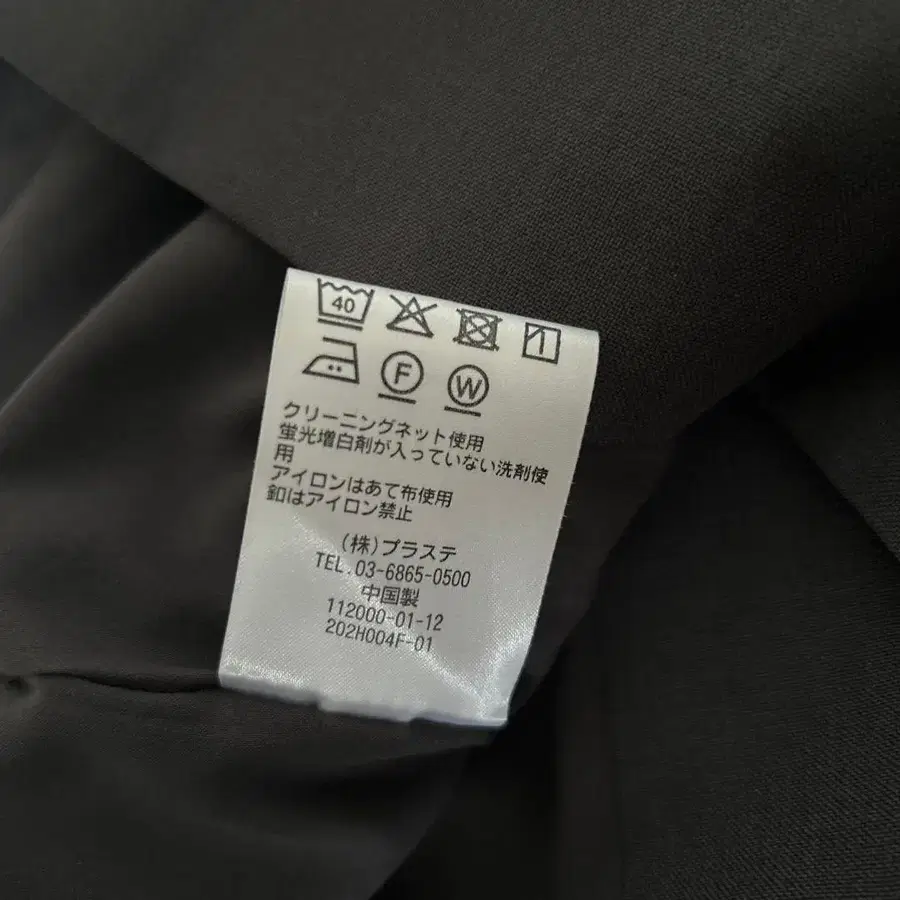 40
F
W
クリーニングネット使用
蛍光増白剤が入っていない洗剤使
用
アイロンはあて布使用
釦はアイロン禁止
(株)プラステ
TEL.03-6865-0500
中国製
112000-01-12
202H004F-01